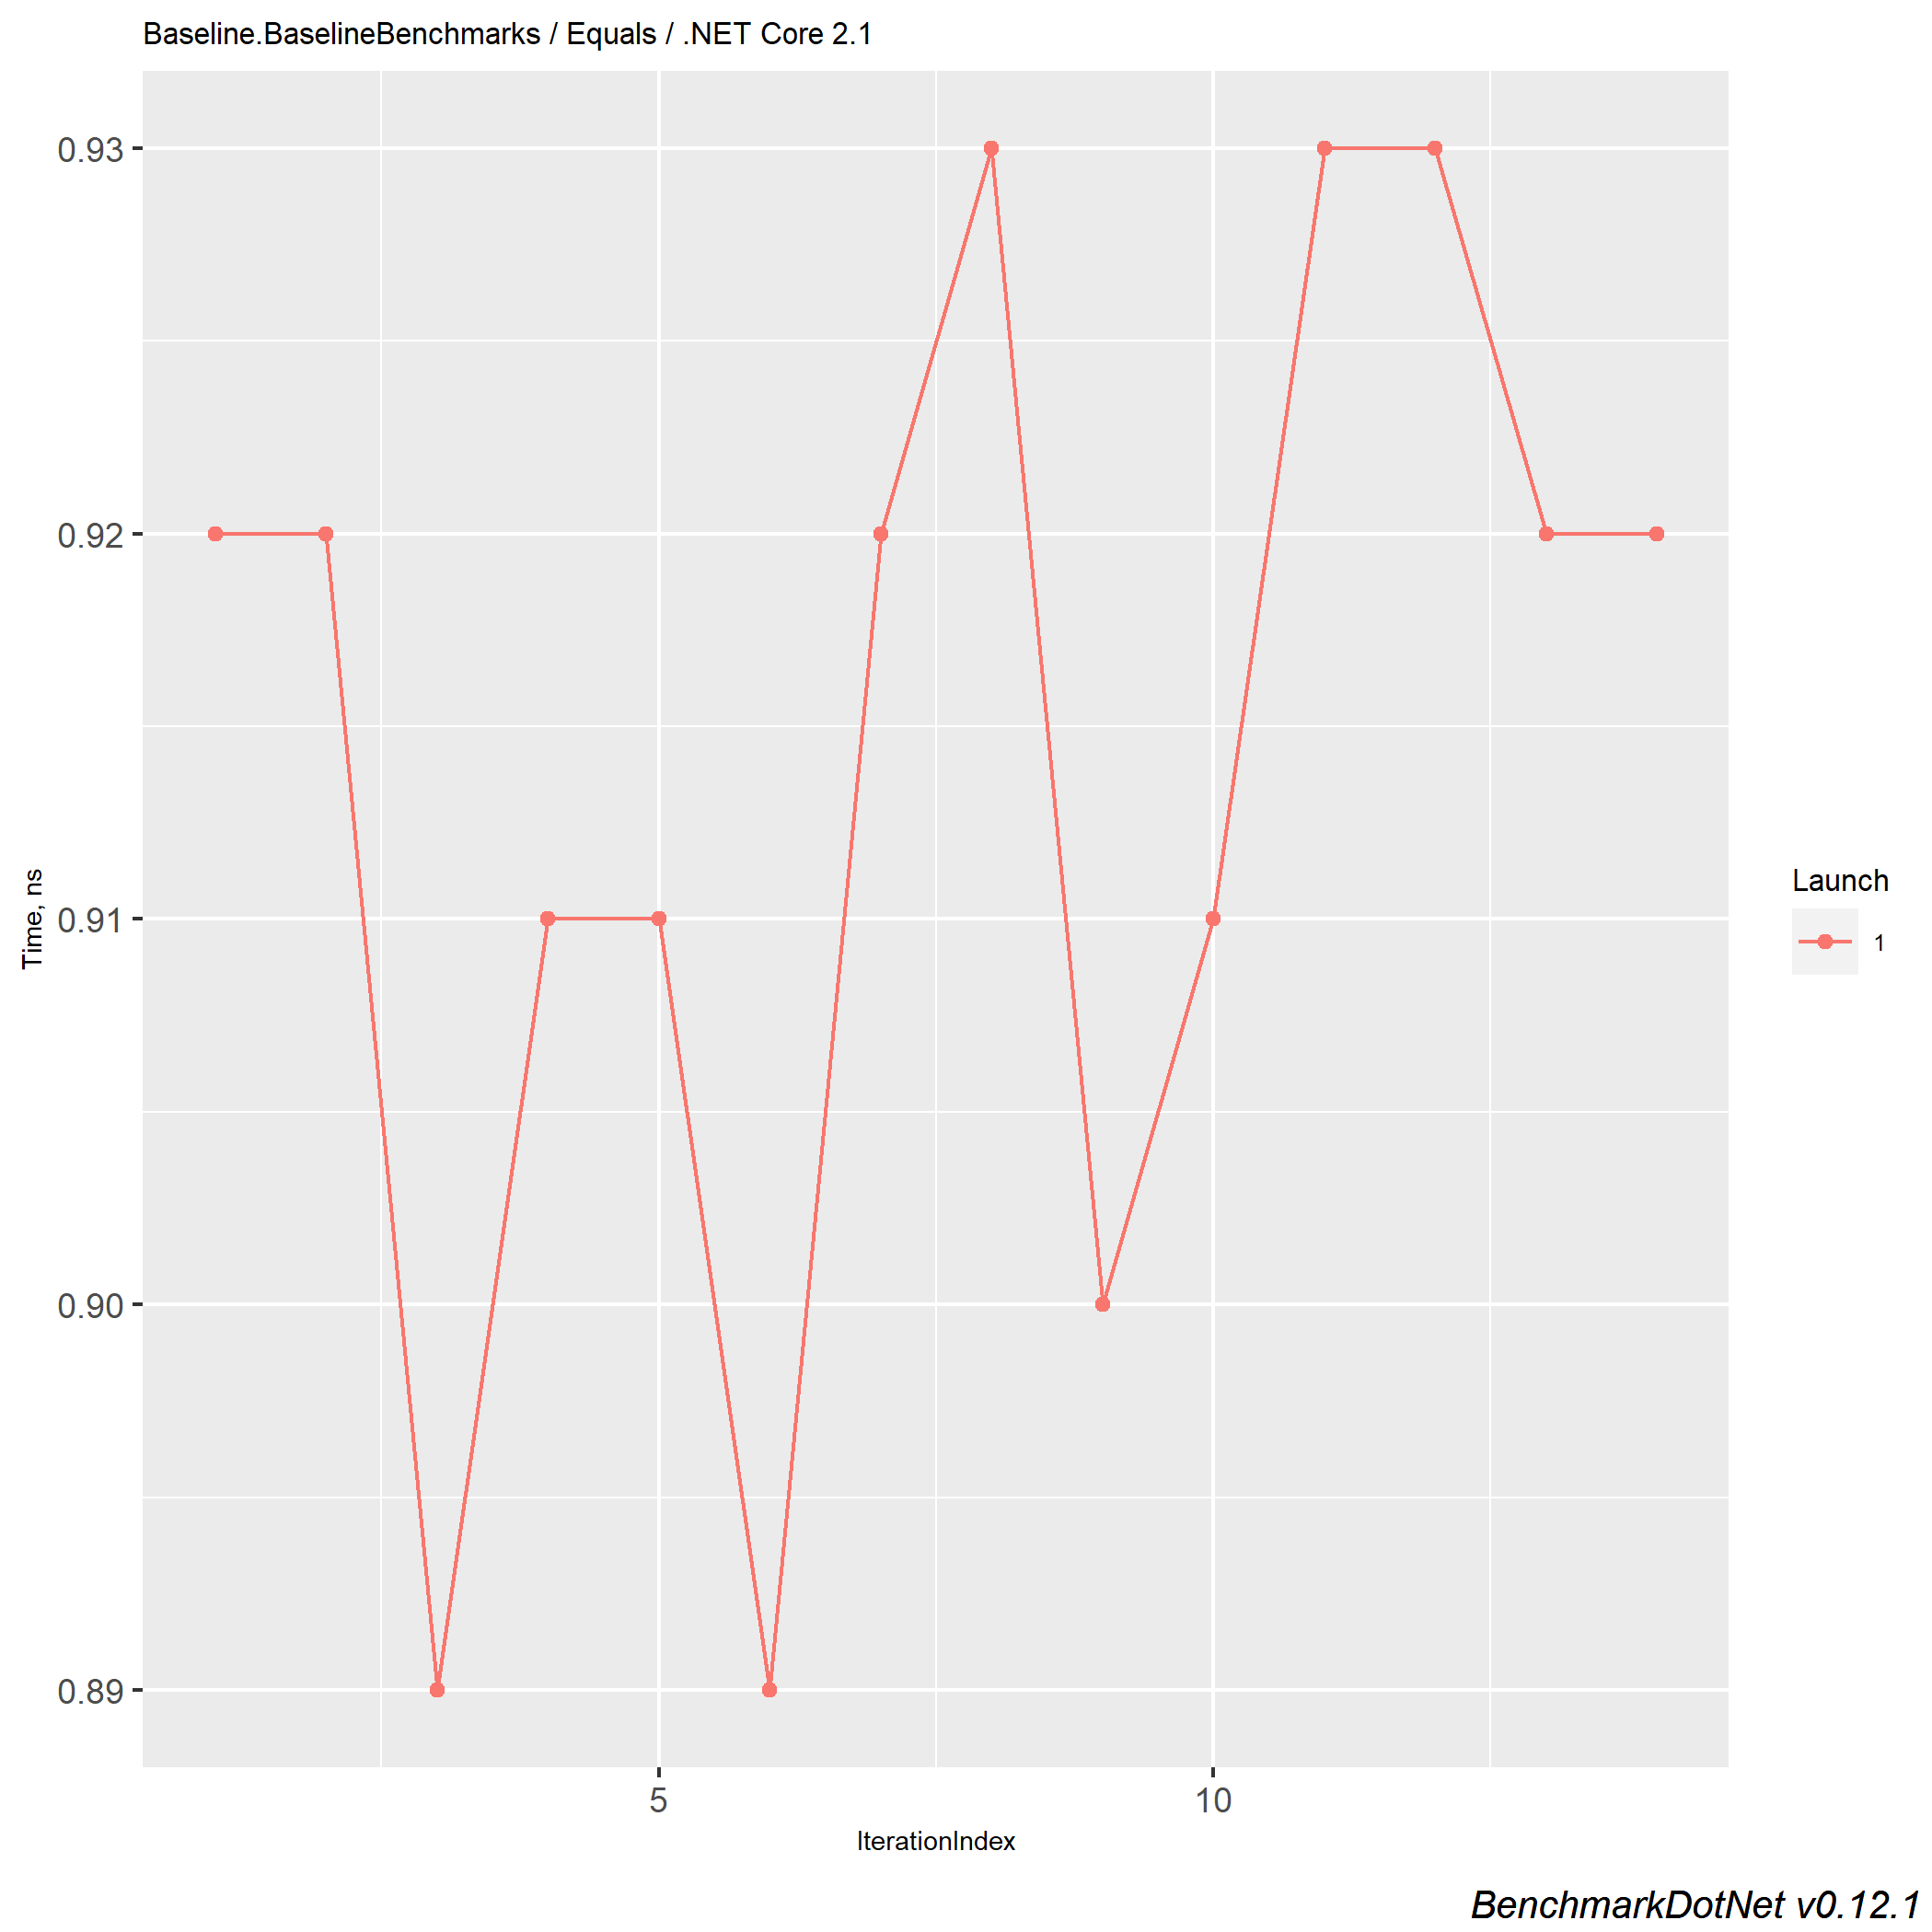 Baseline.BaselineBenchmarks / Equals / .NET Core 2.1
0.93
0.92
0.91
0.90
0.89
Time, ns
5
10
IterationIndex
Launch
1
BenchmarkDotNet v0.12.1